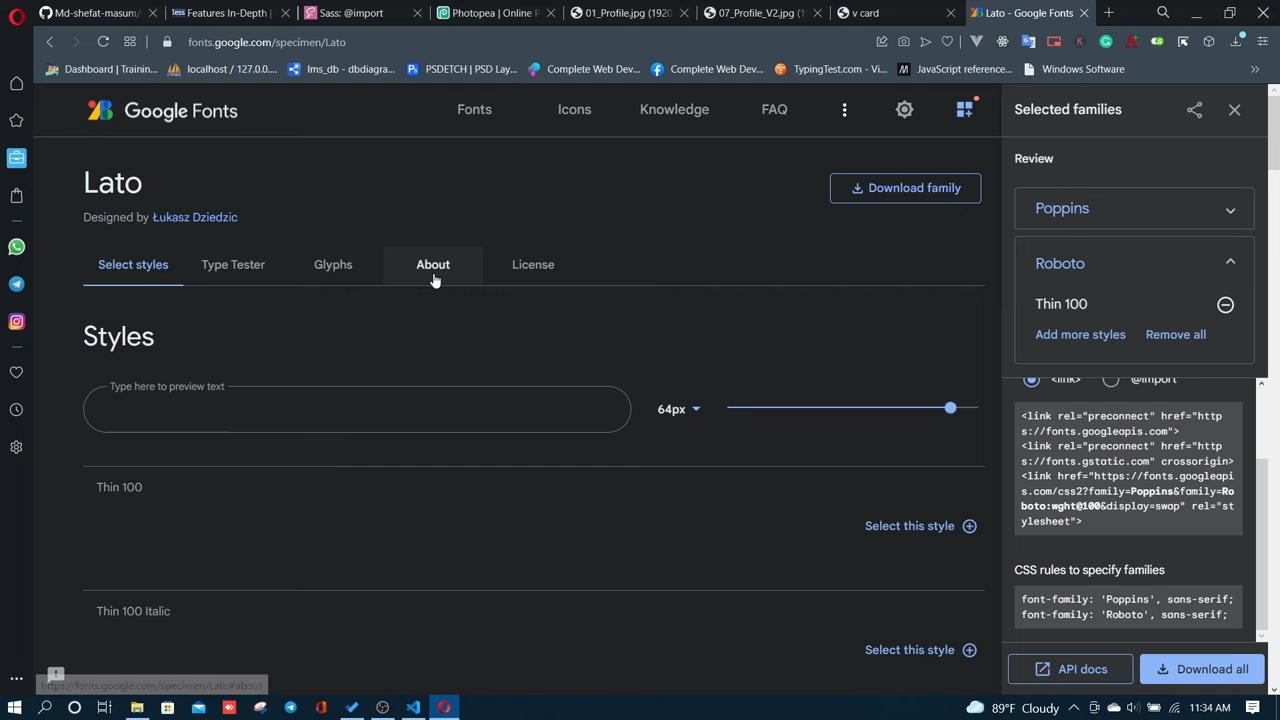 Md-shefat-masum/
Features In-Depth |
Sass: @import
Photopea | Online P
01_Profile.jpg (1920
07_Profile_V2.jpg (
v card
Lato - Google Fonts
fonts.google.com/specimen/Lato
Dashboard | Trainin...
localhost / 127.0.0....
lms_db - dbdiagra...
PSDETCH | PSD Lay...
Complete Web Dev...
Complete Web Dev...
TypingTest.com - Vi...
JavaScript reference...
Windows Software
Google Fonts
Fonts
Icons
Knowledge
FAQ
Selected families
Lato
Download family
Designed by Łukasz Dziedzic
Select styles
Type Tester
Glyphs
About
License
Styles
Type here to preview text
64px
Thin 100
Select this style
Thin 100 Italic
Select this style
https://fonts.google.com/specimen/Lato#about
Review
Poppins
Roboto
Thin 100
Add more styles
Remove all
<link>
@import
<link rel="preconnect" href="http
s://fonts.googleapis.com">
<link rel="preconnect" href="http
s://fonts.gstatic.com" crossorigin>
<link href="https://fonts.googleapi
s.com/css2?family=Poppins&family=Ro
boto:wght@100&display=swap" rel="st
ylesheet">
CSS rules to specify families
font-family: 'Poppins', sans-serif;
font-family: 'Roboto', sans-serif;
API docs
Download all
89°F Cloudy
11:34 AM